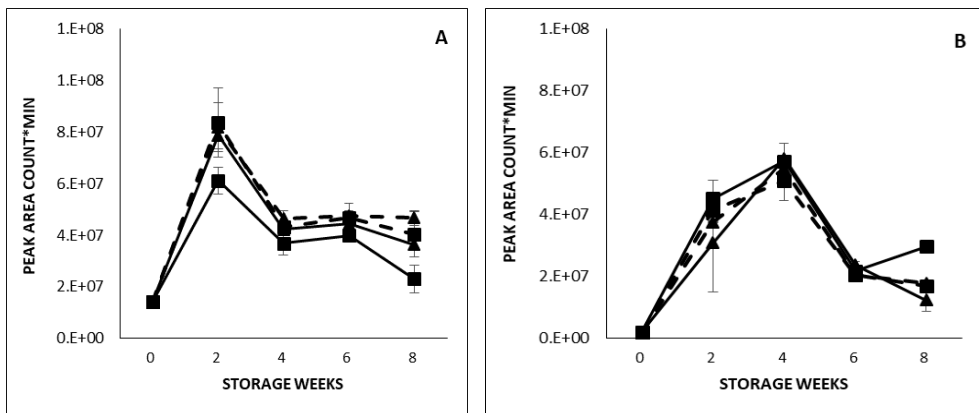 A
1.E+08
1.E+08
8.E+07
6.E+07
4.E+07
2.E+07
0.E+00
PEAK AREA COUNT*MIN
0 2 4 6 8
STORAGE WEEKS
B
1.E+08
8.E+07
6.E+07
4.E+07
2.E+07
0.E+00
PEAK AREA COUNT*MIN
0 2 4 6 8
STORAGE WEEKS